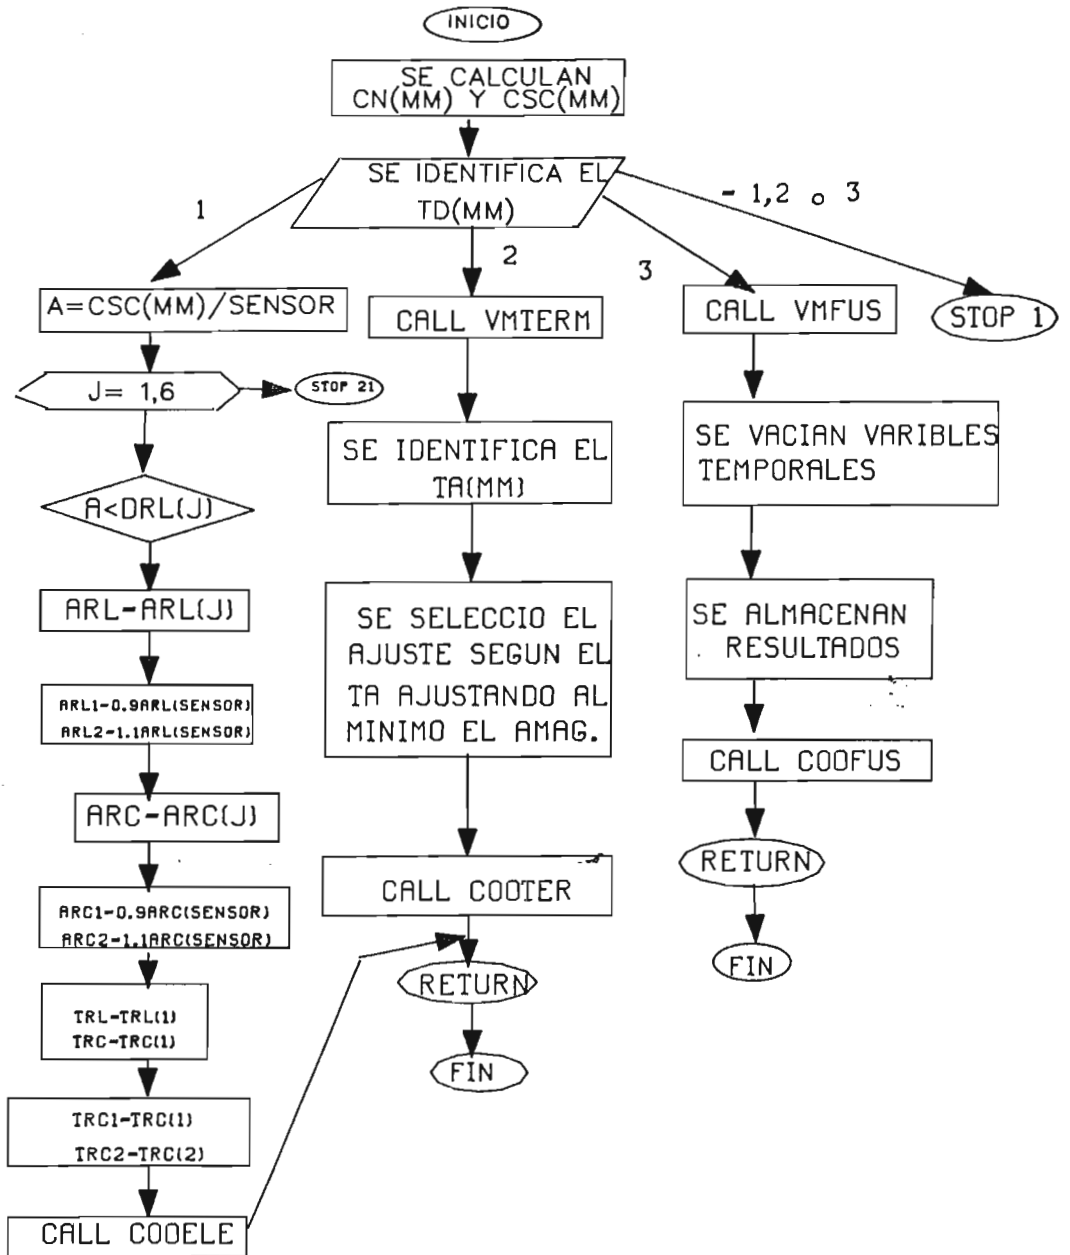 INICIO
SE CALCULAN
CN(MM) Y CSC(MM)
SE IDENTIFICA EL
TD(MM)
1
2
3
- 1,2 o 3
A=CSC(MM)/SENSOR
J= 1,6
STOP 21
A<DRL(J)
ARL-ARL(J)
ARL1-0.9ARL(SENSOR)
ARL2-1.1ARL(SENSOR)
ARC-ARC(J)
ARC1-0.9ARC(SENSOR)
ARC2-1.1ARC(SENSOR)
TRL-TRL(1)
TRC-TRC(1)
TRC1-TRC(1)
TRC2-TRC(2)
CALL COOELE
CALL VMTERM
SE IDENTIFICA EL
TA(MM)
SE SELECCIO EL
AJUSTE SEGUN EL
TA AJUSTANDO AL
MINIMO EL AMAG.
CALL COOTER
RETURN
FIN
CALL VMFUS
SE VACIAN VARIBLES
TEMPORALES
SE ALMACENAN
RESULTADOS
CALL COOFUS
RETURN
FIN
STOP 1